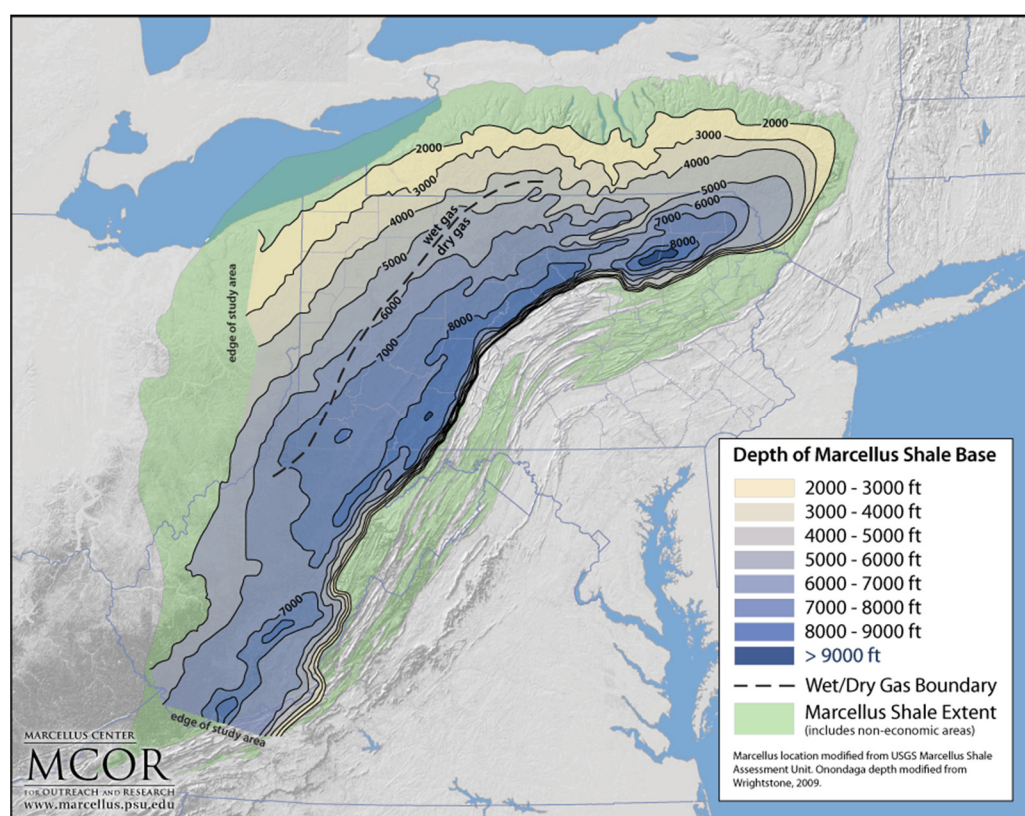 2000
3000
4000
5000
6000
7000
8000
2000
3000
4000
5000
6000
7000
8000
wet gas
dry gas
edge of study area
7000
edge of study area
Depth of Marcellus Shale Base
2000 - 3000 ft
3000 - 4000 ft
4000 - 5000 ft
5000 - 6000 ft
6000 - 7000 ft
7000 - 8000 ft
8000 - 9000 ft
> 9000 ft
Wet/Dry Gas Boundary
Marcellus Shale Extent
(includes non-economic areas)
Marcellus location modified from USGS Marcellus Shale
Assessment Unit. Onondaga depth modified from
Wrightstone, 2009.
MARCELLUS CENTER
MCOR
FOR OUTREACH AND RESEARCH
www.marcellus.psu.edu